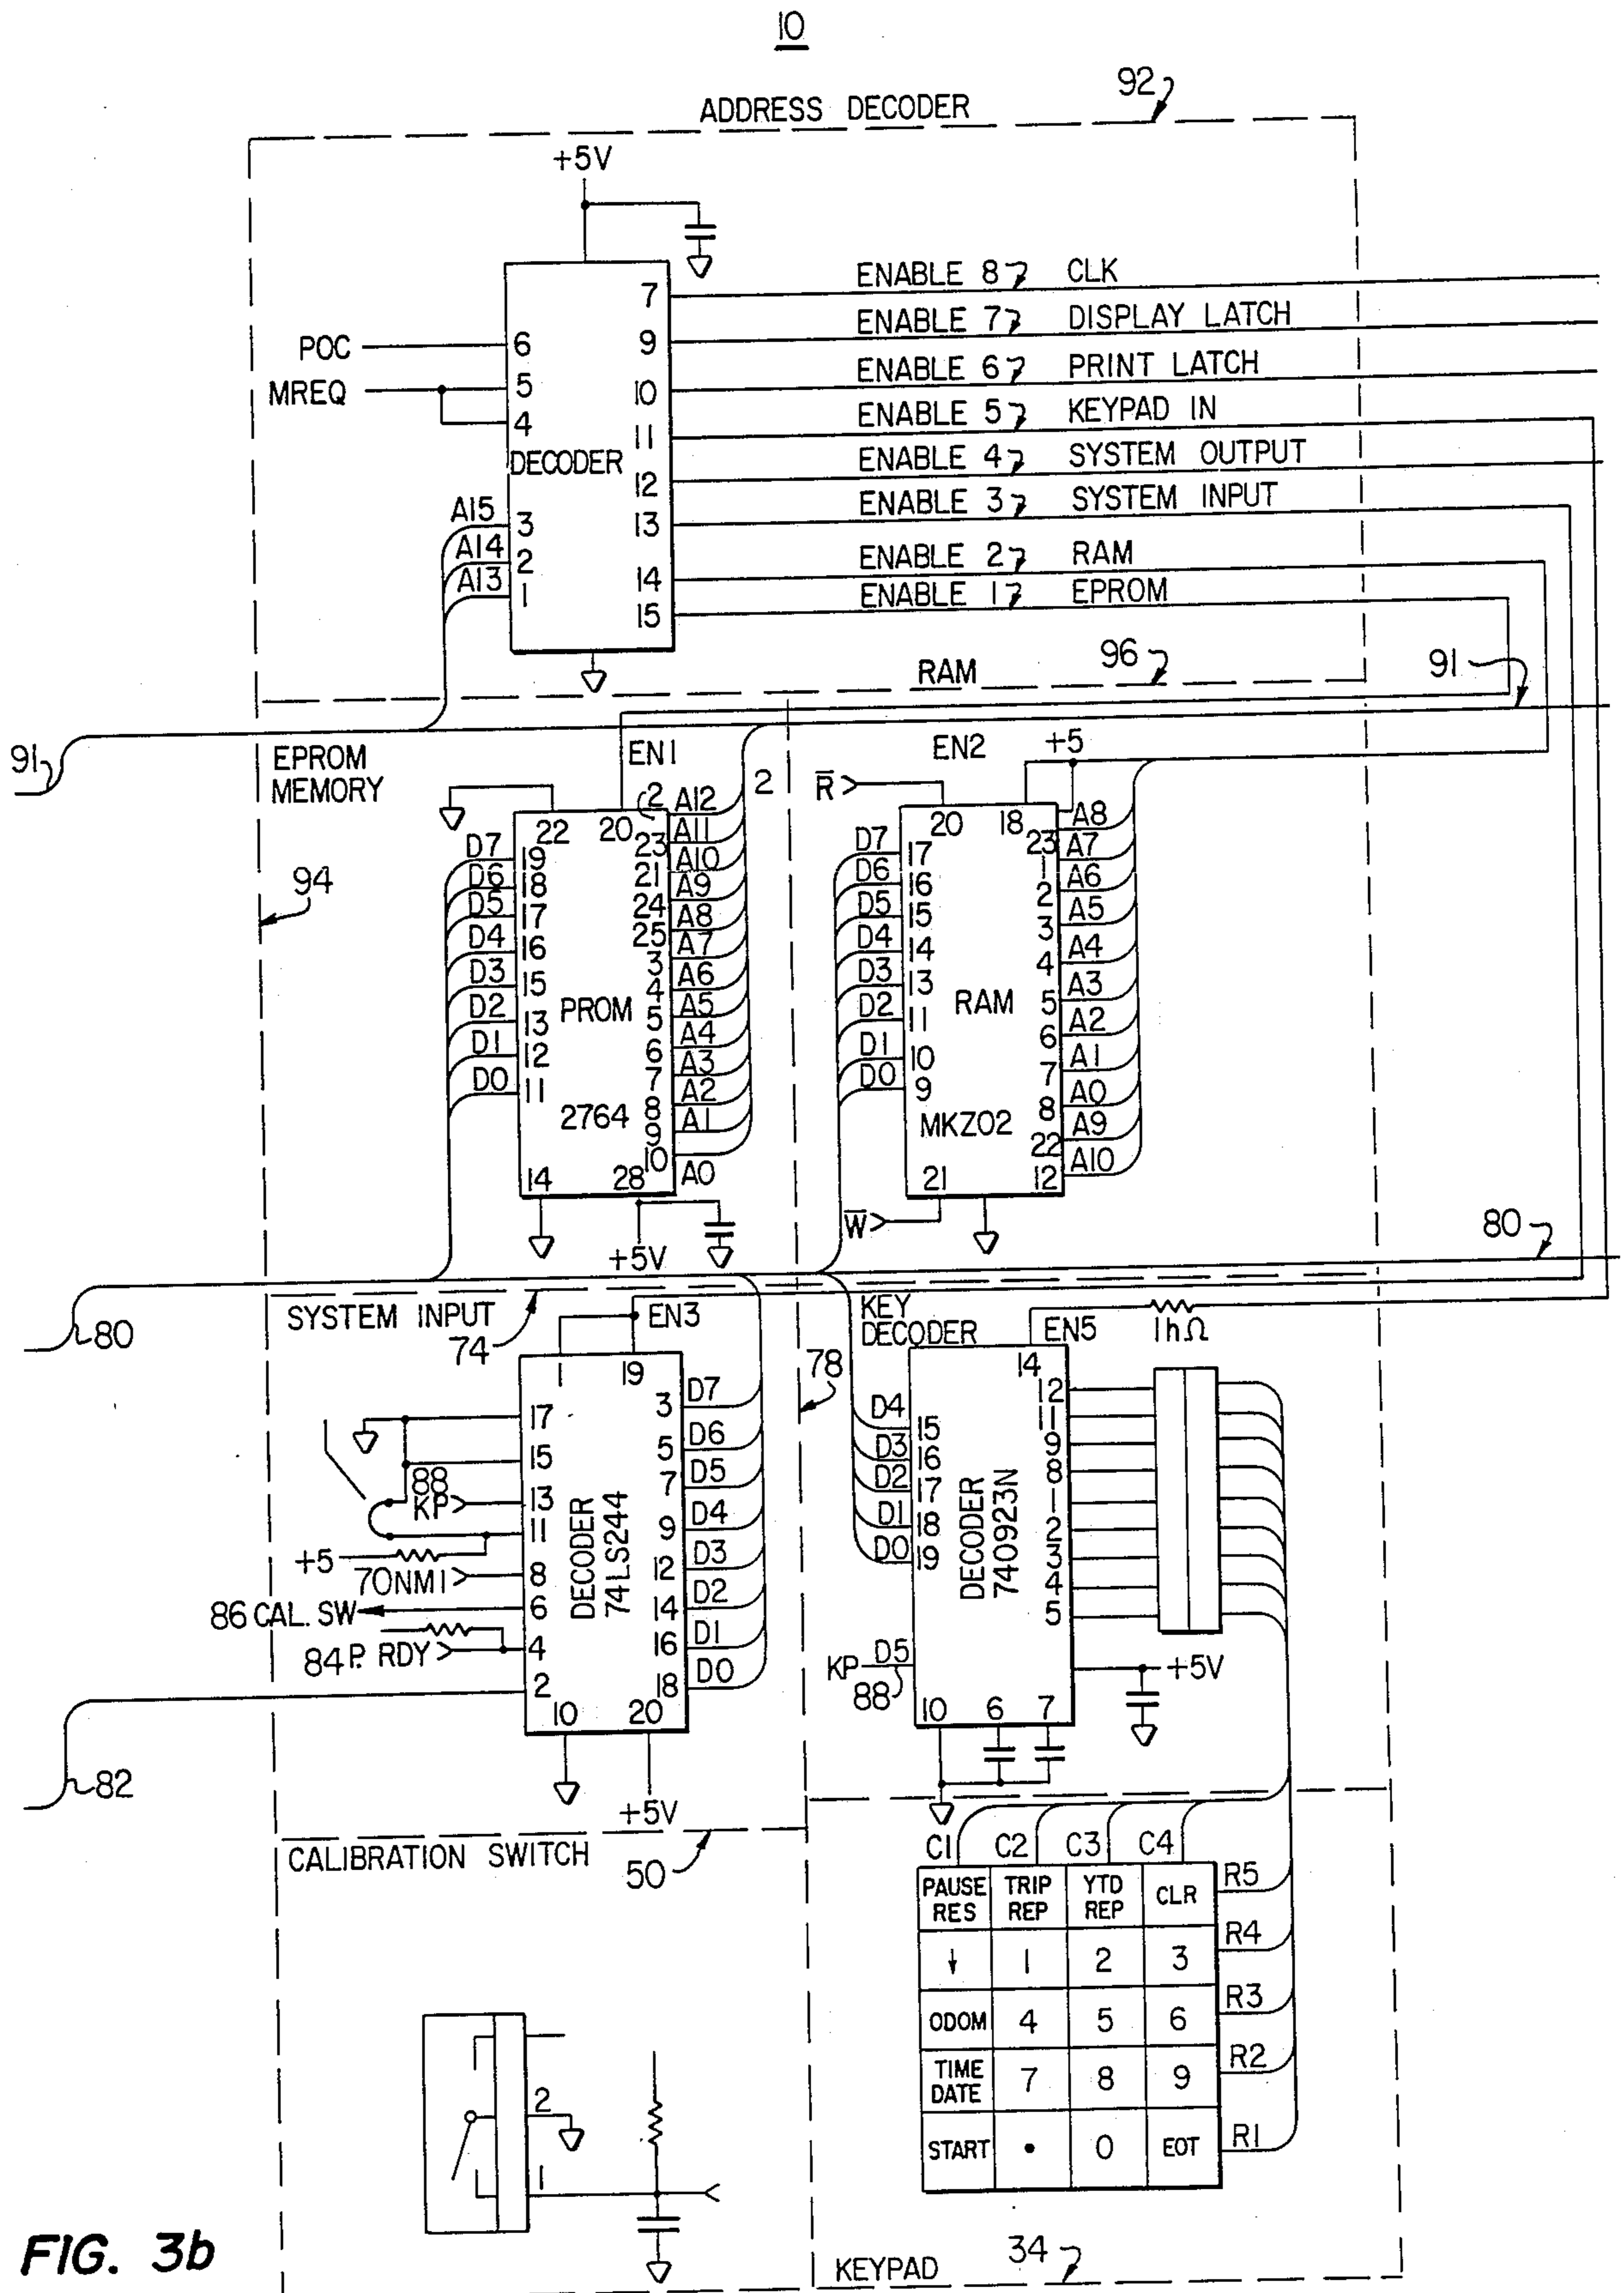 10
92
ADDRESS DECODER
+5V
7 ENABLE 8 CLK
9 ENABLE 7 DISPLAY LATCH
POC 6
10 ENABLE 6 PRINT LATCH
MREQ 5
4
11 ENABLE 5 KEYPAD IN
DECODER
12 ENABLE 4 SYSTEM OUTPUT
13 ENABLE 3 SYSTEM INPUT
A15 3
A14 2
A13 1
14 ENABLE 2 RAM
15 ENABLE 1 EPROM
RAM 96
91
91
EPROM
MEMORY
94
EN1
2
22 20 2 A12
23 A11
21 A10
24 A9
25 A8
3 A7
4 A6
5 A5
6 A4
7 A3
8 A2
9 A1
10 A0
D7 19
D6 18
D5 17
D4 16
D3 15
D2 13
D1 12
D0 11
PROM
2764
14 28
+5V
EN2 +5
R
20 18
D7 17
D6 16
D5 15
D4 14
D3 13
D2 11
D1 10
D0 9
RAM
MKZ02
23 A8
1 A7
2 A6
3 A5
4 A4
5 A3
6 A2
7 A1
8 A0
22 A9
12 A10
21
W
80
80
SYSTEM INPUT
74
EN3
1 19
17
15
88
KP 13
11
+5
70NMI 8
86 CAL. SW 6
84 P. RDY 4
2
82
DECODER
74LS244
3 D7
5 D6
7 D5
9 D4
12 D3
14 D2
16 D1
18 D0
10 20
+5V
78
KEY
DECODER
EN5
1hΩ
14
D4 15
D3 16
D2 17
D1 18
D0 19
DECODER
740923N
12
11
9
8
1
2
3
4
5
KP D5
88
+5V
10 6 7
CALIBRATION SWITCH
50
2
1
C1 C2 C3 C4
PAUSE RES TRIP REP YTD REP CLR R5
↓ 1 2 3 R4
ODOM 4 5 6 R3
TIME DATE 7 8 9 R2
START • 0 EOT R1
KEYPAD
34
FIG. 3b